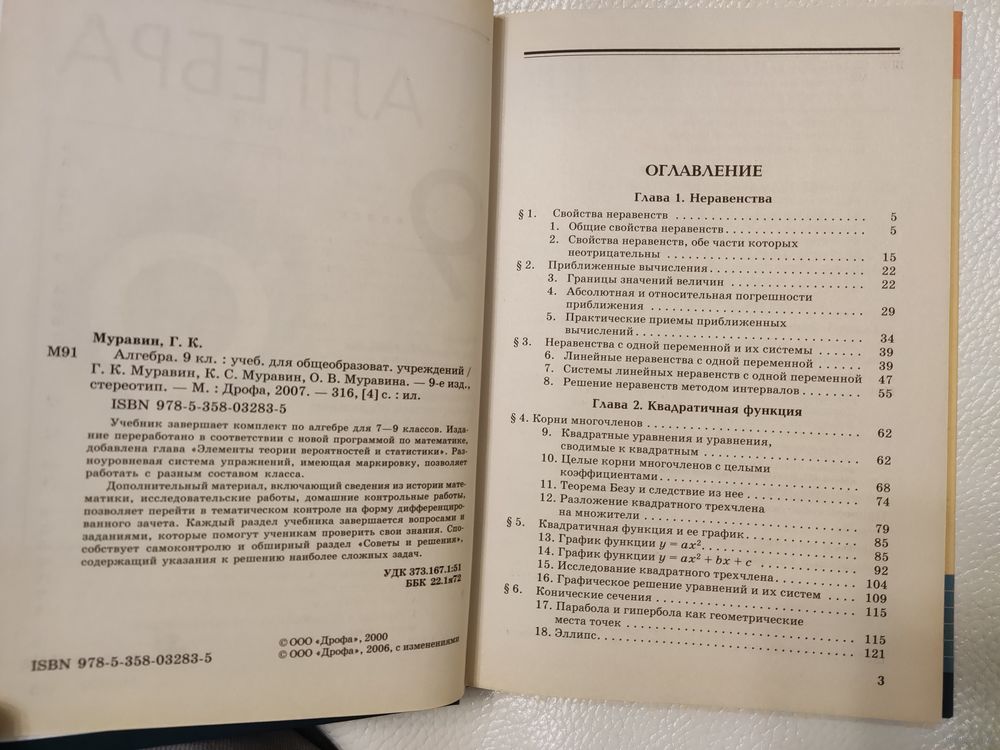 АЛГЕБРА
9
Муравин, Г. К.
М91
Алгебра. 9 кл. : учеб. для общеобразоват. учреждений /
Г. К. Муравин, К. С. Муравин, О. В. Муравина. — 9-е изд.,
стереотип. — М. : Дрофа, 2007. — 316, [4] с. : ил.
ISBN 978-5-358-03283-5
Учебник завершает комплект по алгебре для 7—9 классов. Изда-
ние переработано в соответствии с новой программой по математике,
добавлена глава «Элементы теории вероятностей и статистики». Раз-
ноуровневая система упражнений, имеющая маркировку, позволяет
работать с разным составом класса.
Дополнительный материал, включающий сведения из истории мате-
матики, исследовательские работы, домашние контрольные работы,
позволяет перейти в тематическом контроле на форму дифференциро-
ванного зачета. Каждый раздел учебника завершается вопросами и
заданиями, которые помогут ученикам проверить свои знания. Спо-
собствует самоконтролю и обширный раздел «Советы и решения»,
содержащий указания к решению наиболее сложных задач.
УДК 373.167.1:51
ББК 22.1я72
© ООО «Дрофа», 2000
© ООО «Дрофа», 2006, с изменениями
ISBN 978-5-358-03283-5
ОГЛАВЛЕНИЕ
Глава 1. Неравенства
§ 1. Свойства неравенств . . . . . . . . . . . . . . . . . . . . . . . . . 5
1. Общие свойства неравенств . . . . . . . . . . . . . . . . . . . 5
2. Свойства неравенств, обе части которых
неотрицательны . . . . . . . . . . . . . . . . . . . . . . . . . . 15
§ 2. Приближенные вычисления . . . . . . . . . . . . . . . . . . . . . 22
3. Границы значений величин . . . . . . . . . . . . . . . . . . . 22
4. Абсолютная и относительная погрешности
приближения . . . . . . . . . . . . . . . . . . . . . . . . . . . . 29
5. Практические приемы приближенных
вычислений . . . . . . . . . . . . . . . . . . . . . . . . . . . . . 34
§ 3. Неравенства с одной переменной и их системы . . . . . . 39
6. Линейные неравенства с одной переменной . . . . . . . 39
7. Системы линейных неравенств с одной переменной 47
8. Решение неравенств методом интервалов . . . . . . . . . 55
Глава 2. Квадратичная функция
§ 4. Корни многочленов . . . . . . . . . . . . . . . . . . . . . . . . . . 62
9. Квадратные уравнения и уравнения,
сводимые к квадратным . . . . . . . . . . . . . . . . . . . . . 62
10. Целые корни многочленов с целыми
коэффициентами . . . . . . . . . . . . . . . . . . . . . . . . . . 68
11. Теорема Безу и следствие из нее . . . . . . . . . . . . . . . 74
12. Разложение квадратного трехчлена
на множители . . . . . . . . . . . . . . . . . . . . . . . . . . . . 79
§ 5. Квадратичная функция и ее график . . . . . . . . . . . . . . . 85
13. График функции y = ax² . . . . . . . . . . . . . . . . . . . . . 85
14. График функции y = ax² + bx + c . . . . . . . . . . . . . . 92
15. Исследование квадратного трехчлена . . . . . . . . . . . . 104
16. Графическое решение уравнений и их систем . . . . . 109
§ 6. Конические сечения . . . . . . . . . . . . . . . . . . . . . . . . . 115
17. Парабола и гипербола как геометрические
места точек . . . . . . . . . . . . . . . . . . . . . . . . . . . . . 115
18. Эллипс . . . . . . . . . . . . . . . . . . . . . . . . . . . . . . . . . 121
3